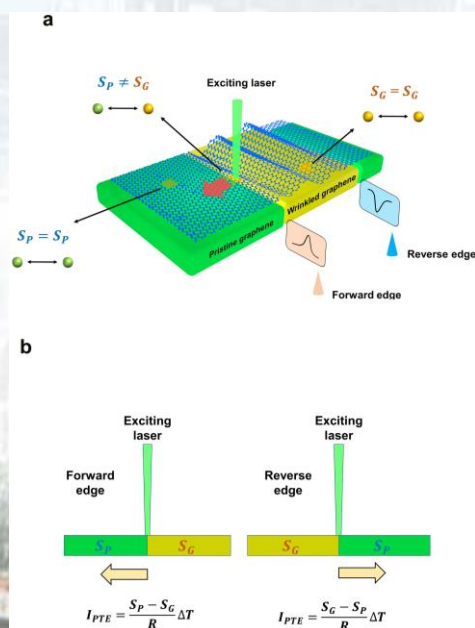 a
S_P ≠ S_G
Exciting laser
S_G = S_G
Wrinkled graphene
Pristine graphene
S_P = S_P
Reverse edge
Forward edge
b
Exciting
laser
Exciting
laser
Forward
edge
Reverse
edge
S_P
S_G
S_G
S_P
I_PTE = (S_P − S_G)/R ΔT
I_PTE = (S_G − S_P)/R ΔT